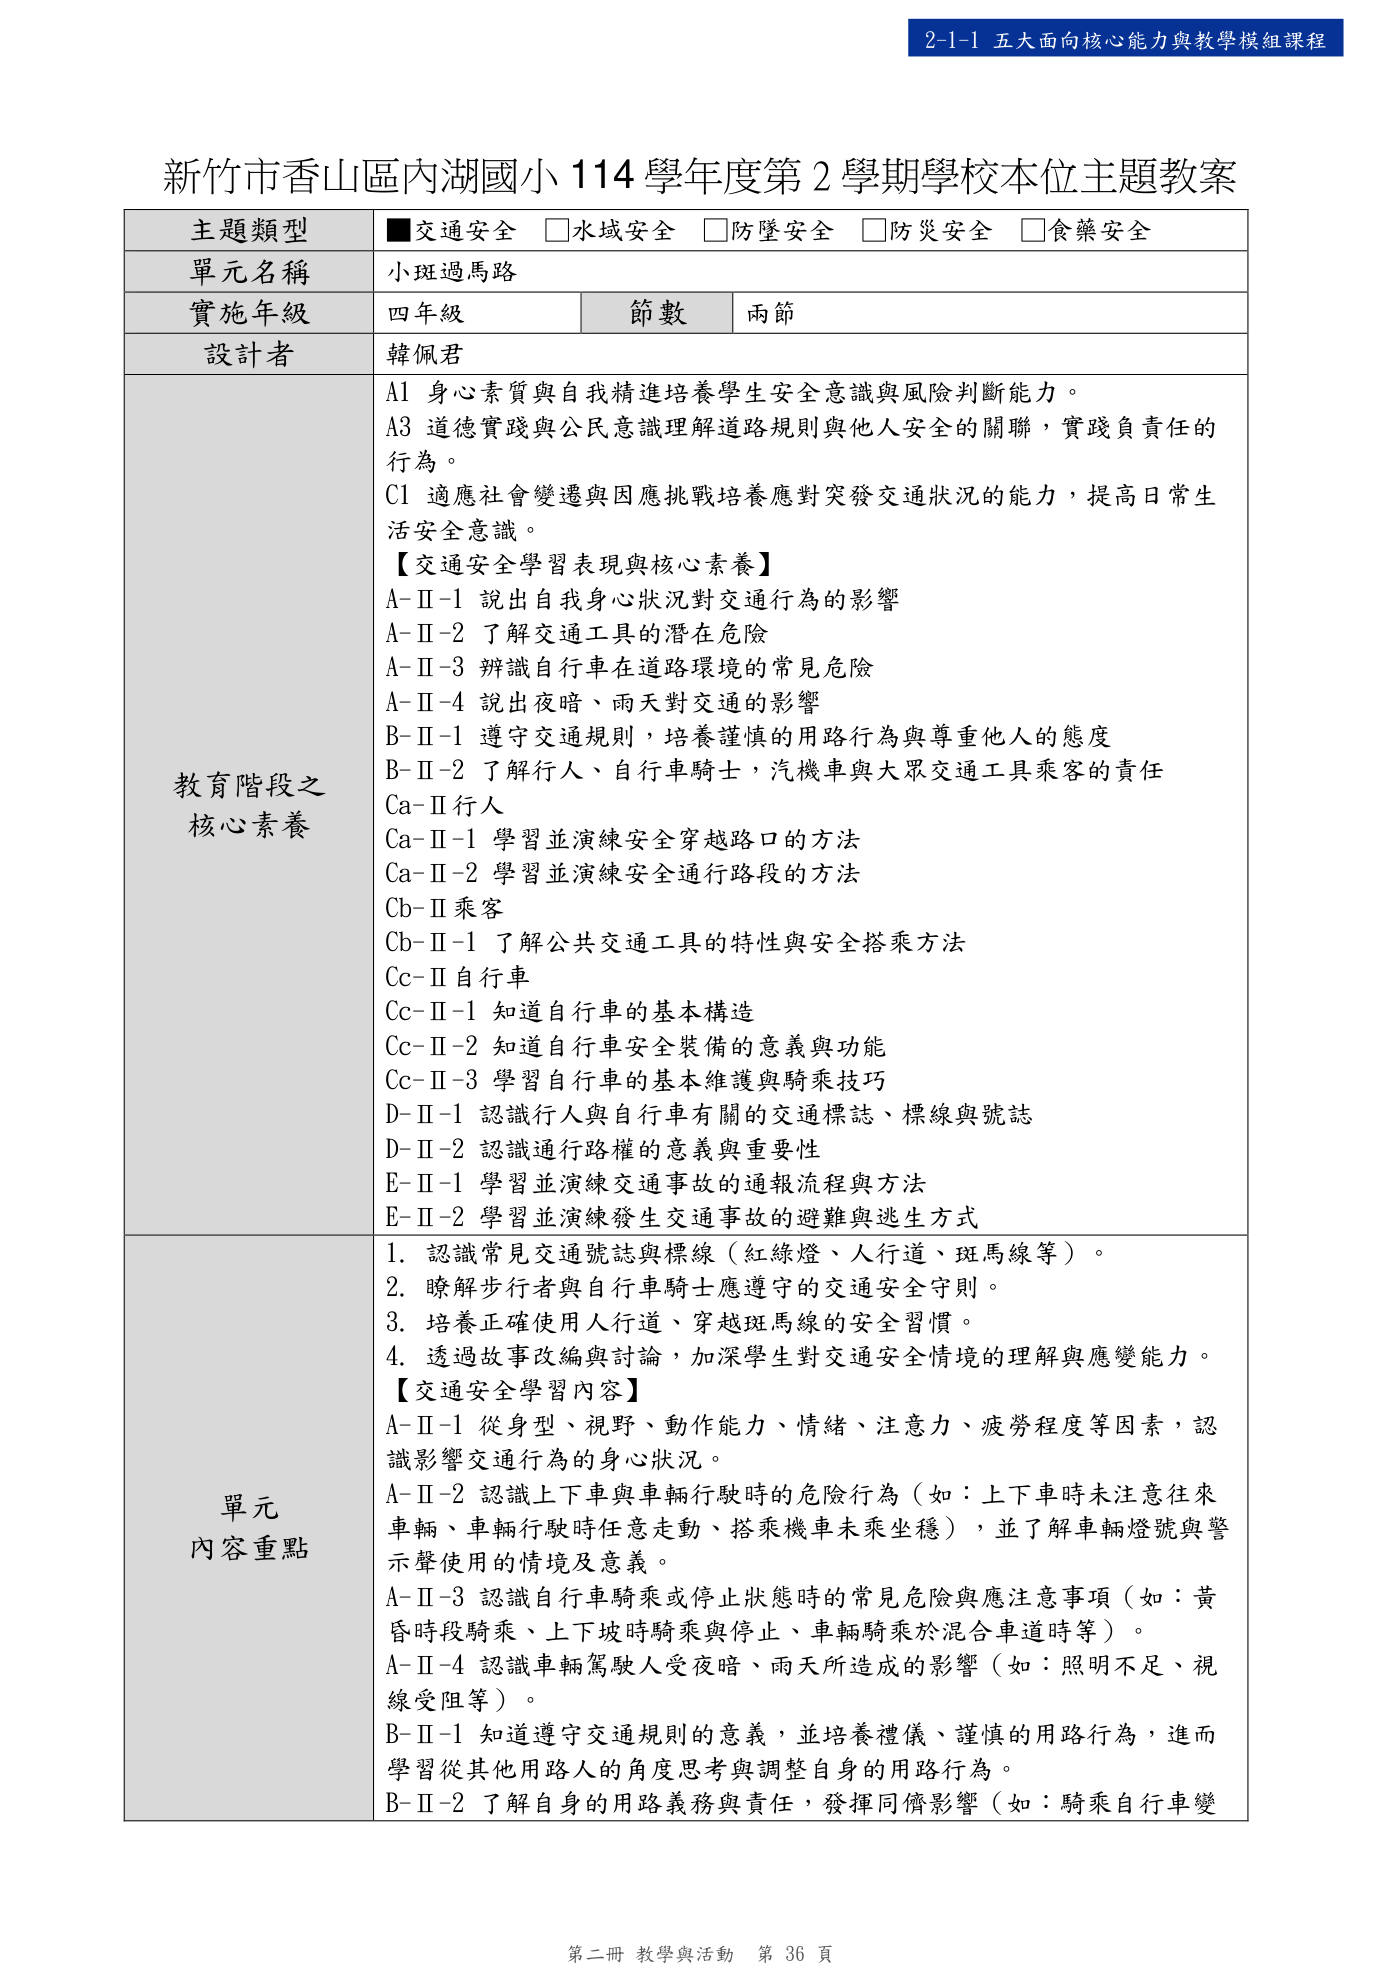 2-1-1 五大面向核心能力與教學模組課程
新竹市香山區內湖國小 114 學年度第 2 學期學校本位主題教案
主題類型 ■交通安全 □水域安全 □防墜安全 □防災安全 □食藥安全
單元名稱 小斑過馬路
實施年級 四年級 節數 兩節
設計者 韓佩君
教育階段之
核心素養
A1 身心素質與自我精進培養學生安全意識與風險判斷能力。
A3 道德實踐與公民意識理解道路規則與他人安全的關聯，實踐負責任的
行為。
C1 適應社會變遷與因應挑戰培養應對突發交通狀況的能力，提高日常生
活安全意識。
【交通安全學習表現與核心素養】
A-Ⅱ-1 說出自我身心狀況對交通行為的影響
A-Ⅱ-2 了解交通工具的潛在危險
A-Ⅱ-3 辨識自行車在道路環境的常見危險
A-Ⅱ-4 說出夜暗、雨天對交通的影響
B-Ⅱ-1 遵守交通規則，培養謹慎的用路行為與尊重他人的態度
B-Ⅱ-2 了解行人、自行車騎士，汽機車與大眾交通工具乘客的責任
Ca-Ⅱ行人
Ca-Ⅱ-1 學習並演練安全穿越路口的方法
Ca-Ⅱ-2 學習並演練安全通行路段的方法
Cb-Ⅱ乘客
Cb-Ⅱ-1 了解公共交通工具的特性與安全搭乘方法
Cc-Ⅱ自行車
Cc-Ⅱ-1 知道自行車的基本構造
Cc-Ⅱ-2 知道自行車安全裝備的意義與功能
Cc-Ⅱ-3 學習自行車的基本維護與騎乘技巧
D-Ⅱ-1 認識行人與自行車有關的交通標誌、標線與號誌
D-Ⅱ-2 認識通行路權的意義與重要性
E-Ⅱ-1 學習並演練交通事故的通報流程與方法
E-Ⅱ-2 學習並演練發生交通事故的避難與逃生方式
單元
內容重點
1. 認識常見交通號誌與標線（紅綠燈、人行道、斑馬線等）。
2. 瞭解步行者與自行車騎士應遵守的交通安全守則。
3. 培養正確使用人行道、穿越斑馬線的安全習慣。
4. 透過故事改編與討論，加深學生對交通安全情境的理解與應變能力。
【交通安全學習內容】
A-Ⅱ-1 從身型、視野、動作能力、情緒、注意力、疲勞程度等因素，認
識影響交通行為的身心狀況。
A-Ⅱ-2 認識上下車與車輛行駛時的危險行為（如：上下車時未注意往來
車輛、車輛行駛時任意走動、搭乘機車未乘坐穩），並了解車輛燈號與警
示聲使用的情境及意義。
A-Ⅱ-3 認識自行車騎乘或停止狀態時的常見危險與應注意事項（如：黃
昏時段騎乘、上下坡時騎乘與停止、車輛騎乘於混合車道時等）。
A-Ⅱ-4 認識車輛駕駛人受夜暗、雨天所造成的影響（如：照明不足、視
線受阻等）。
B-Ⅱ-1 知道遵守交通規則的意義，並培養禮儀、謹慎的用路行為，進而
學習從其他用路人的角度思考與調整自身的用路行為。
B-Ⅱ-2 了解自身的用路義務與責任，發揮同儕影響（如：騎乘自行車變
第二冊 教學與活動 第 36 頁